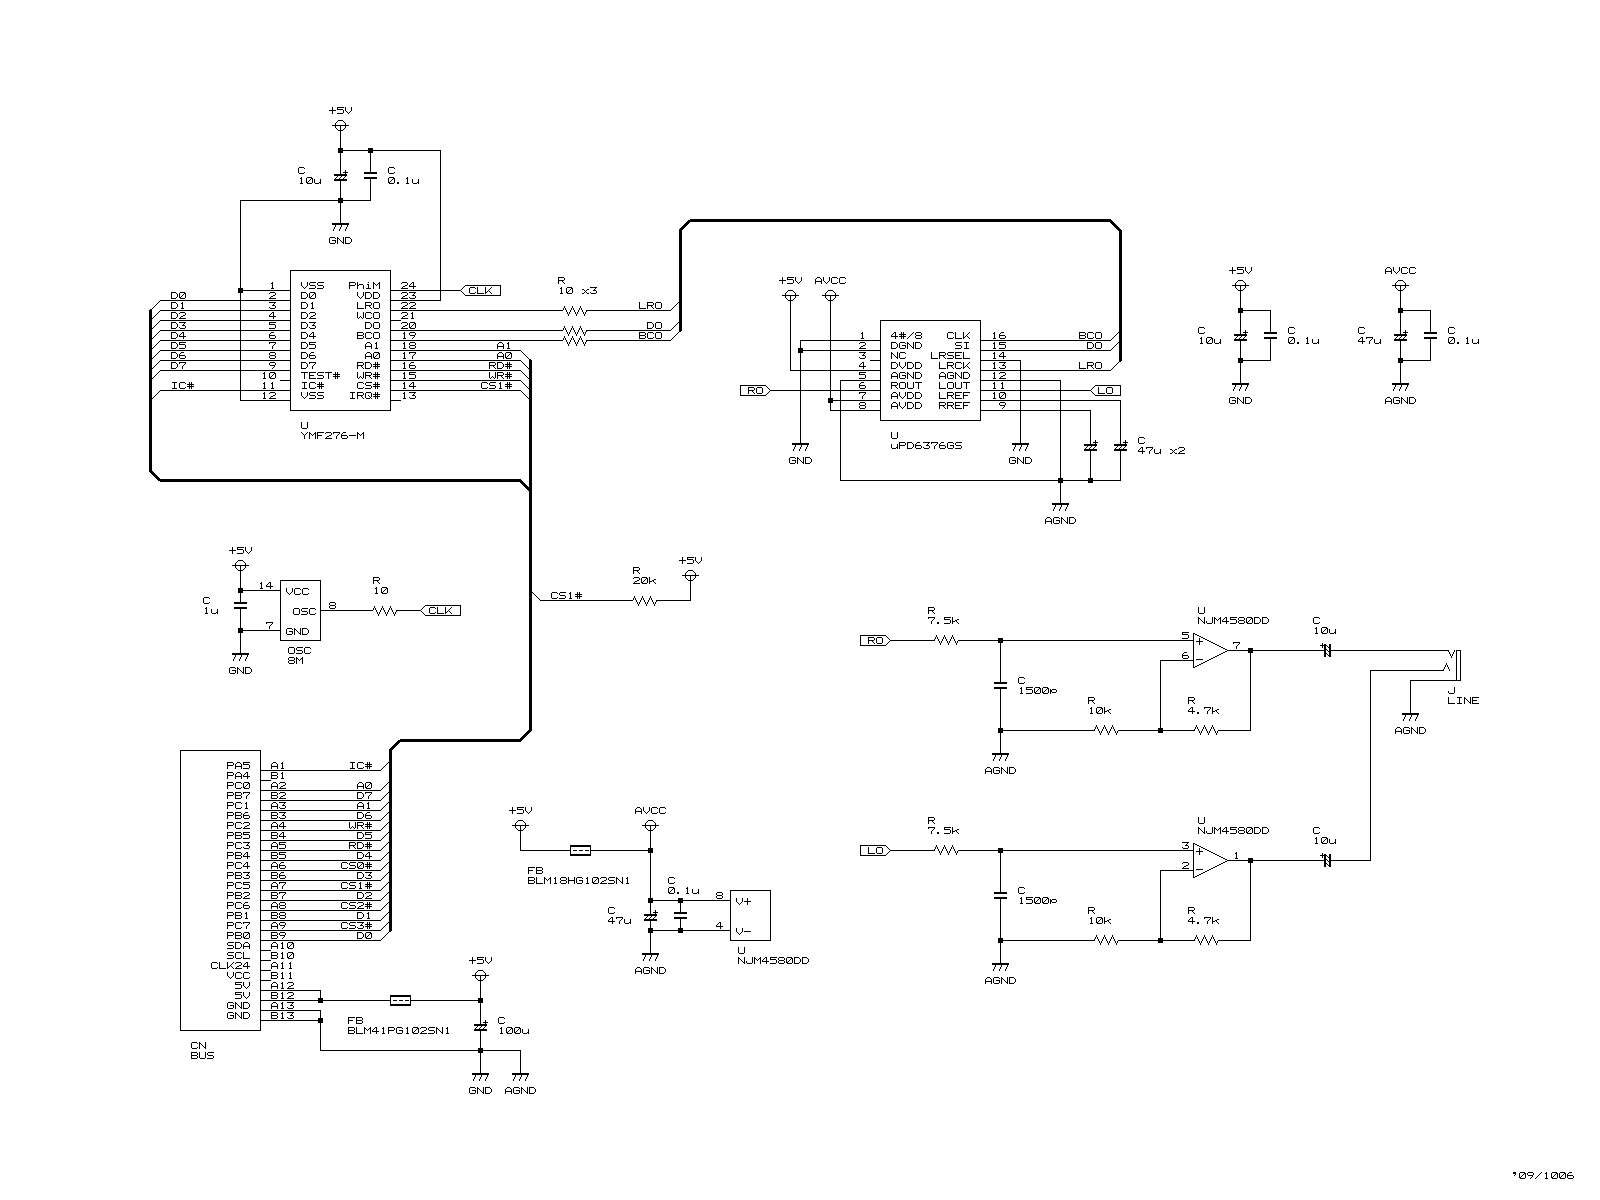 +5V
C
10u
C
0.1u
GND
1 VSS PhiM 24
D0 2 D0 VDD 23
D1 3 D1 LRO 22
D2 4 D2 WCO 21
D3 5 D3 DO 20
D4 6 D4 BCO 19
D5 7 D5 A1 18 A1
D6 8 D6 A0 17 A0
D7 9 D7 RD# 16 RD#
10 TEST# WR# 15 WR#
IC# 11 IC# CS# 14 CS1#
12 VSS IRQ# 13
U
YMF276-M
CLK
R
10 x3
LRO
DO
BCO
+5V AVCC
1 4#/8 CLK 16 BCO
2 DGND SI 15 DO
3 NC LRSEL 14
4 DVDD LRCK 13 LRO
5 AGND AGND 12
RO 6 ROUT LOUT 11 LO
7 AVDD LREF 10
8 AVDD RREF 9
U
uPD6376GS
GND
GND
C
47u x2
AGND
+5V
C
10u
C
0.1u
GND
AVCC
C
47u
C
0.1u
AGND
+5V
C
1u
14 VCC
OSC 8
7 GND
OSC
8M
GND
R
10
CLK
CS1#
R
20k
+5V
RO
R
7.5k
C
1500p
AGND
R
10k
R
4.7k
U
NJM4580DD
5 +
6 -
7
C
10u
J
LINE
AGND
LO
R
7.5k
C
1500p
AGND
R
10k
R
4.7k
U
NJM4580DD
3 +
2 -
1
C
10u
PA5 A1 IC#
PA4 B1
PC0 A2 A0
PB7 B2 D7
PC1 A3 A1
PB6 B3 D6
PC2 A4 WR#
PB5 B4 D5
PC3 A5 RD#
PB4 B5 D4
PC4 A6 CS0#
PB3 B6 D3
PC5 A7 CS1#
PB2 B7 D2
PC6 A8 CS2#
PB1 B8 D1
PC7 A9 CS3#
PB0 B9 D0
SDA A10
SCL B10
CLK24 A11
VCC B11
5V A12
5V B12
GND A13
GND B13
CN
BUS
FB
BLM41PG102SN1
+5V
C
100u
GND AGND
+5V
FB
BLM18HG102SN1
AVCC
C
47u
C
0.1u
AGND
8 V+
4 V-
U
NJM4580DD
'09/1006